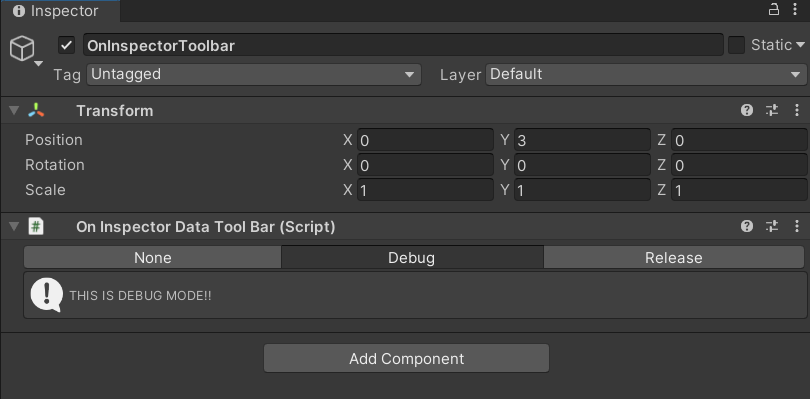 Inspector
OnInspectorToolbar Static
Tag Untagged Layer Default
Transform
Position X 0 Y 3 Z 0
Rotation X 0 Y 0 Z 0
Scale X 1 Y 1 Z 1
# On Inspector Data Tool Bar (Script)
None Debug Release
THIS IS DEBUG MODE!!
Add Component